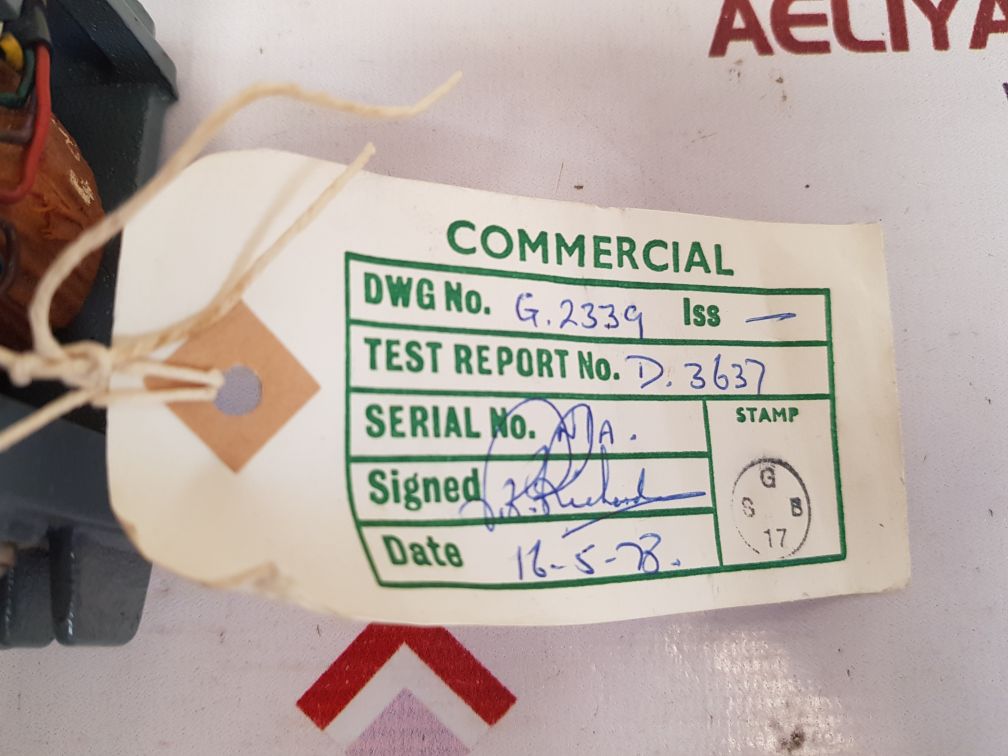 AELIYA
COMMERCIAL
DWG No. G.2339 Iss —
TEST REPORT No. D. 3637
SERIAL No. N/A.
STAMP
Signed
G
S B
17
Date 16-5-78.